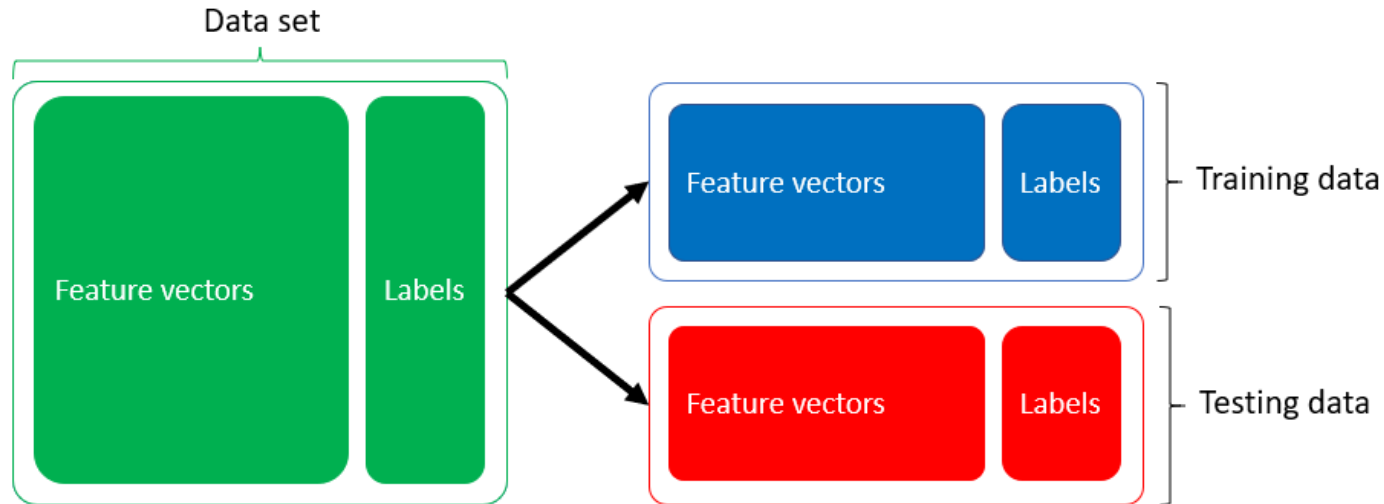 Data set
Feature vectors
Labels
Feature vectors
Labels
Training data
Feature vectors
Labels
Testing data